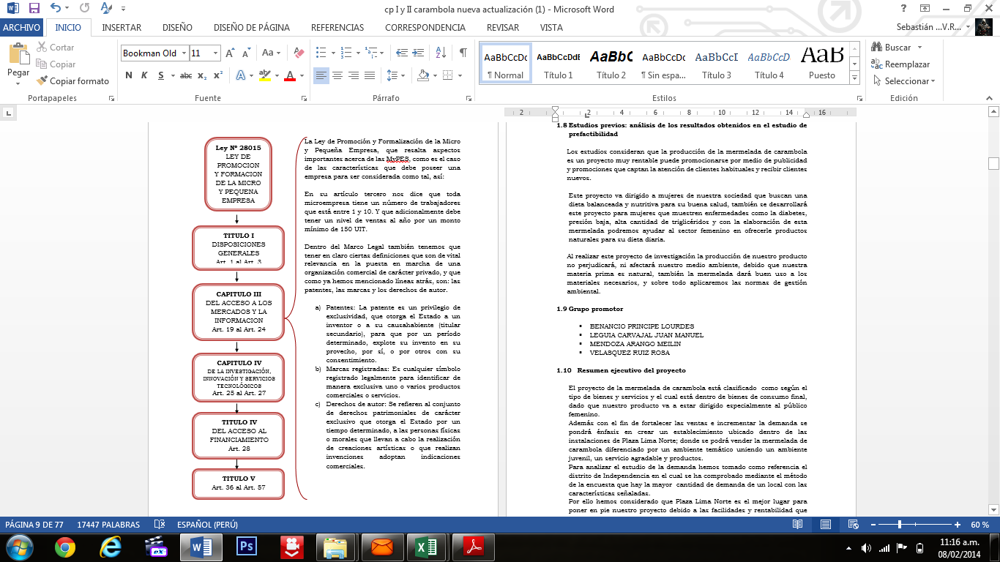 cp I y II carambola nueva actualización (1) - Microsoft Word
ARCHIVO INICIO INSERTAR DISEÑO DISEÑO DE PÁGINA REFERENCIAS CORRESPONDENCIA REVISAR VISTA Sebastián ...V.R...
Pegar
Cortar
Copiar
Copiar formato
Portapapeles
Bookman Old 11
N K S abc x₂ x²
Fuente
Párrafo
AaBbCcDc AaBbCcDdE AaBbC AaBbCcDc AaBbCcI AaBbCcD AaB
¶ Normal Título 1 Título 2 ¶ Sin espa... Título 3 Título 4 Puesto
Estilos
Buscar
Reemplazar
Seleccionar
Edición
2 2 4 6 8 10 12 14 16
Ley Nº 28015
LEY DE
PROMOCION
Y FORMACION
DE LA MICRO
Y PEQUENA
EMPRESA
TITULO I
DISPOSICIONES
GENERALES
Art. 1 al Art. 3
CAPITULO III
DEL ACCESO A LOS
MERCADOS Y LA
INFORMACION
Art. 19 al Art. 24
CAPITULO IV
DE LA INVESTIGACIÓN,
INNOVACIÓN Y SERVICIOS
TECNOLÓGICOS
Art. 25 al Art. 27
TITULO IV
DEL ACCESO AL
FINANCIAMIENTO
Art. 28
TITULO V
Art. 36 al Art. 57
La Ley de Promoción y Formalización de la Micro
y Pequeña Empresa, que resalta aspectos
importantes acerca de las MyPES, como es el caso
de las características que debe poseer una
empresa para ser considerada como tal, así:
En su artículo tercero nos dice que toda
microempresa tiene un número de trabajadores
que está entre 1 y 10. Y que adicionalmente debe
tener un nivel de ventas al año por un monto
mínimo de 150 UIT.
Dentro del Marco Legal también tenemos que
tener en claro ciertas definiciones que son de vital
relevancia en la puesta en marcha de una
organización comercial de carácter privado, y que
como ya hemos mencionado líneas atrás, son: las
patentes, las marcas y los derechos de autor.
a) Patentes: La patente es un privilegio de
exclusividad, que otorga el Estado a un
inventor o a su causahabiente (titular
secundario), para que por un período
determinado, explote su invento en su
provecho, por sí, o por otros con su
consentimiento.
b) Marcas registradas: Es cualquier símbolo
registrado legalmente para identificar de
manera exclusiva uno o varios productos
comerciales o servicios.
c) Derechos de autor: Se refieren al conjunto
de derechos patrimoniales de carácter
exclusivo que otorga el Estado por un
tiempo determinado, a las personas físicas
o morales que llevan a cabo la realización
de creaciones artísticas o que realizan
invenciones adoptan indicaciones
comerciales.
1.8 Estudios previos: análisis de los resultados obtenidos en el estudio de
prefactibilidad
Los estudios consideran que la producción de la mermelada de carambola
es un proyecto muy rentable puede promocionarse por medio de publicidad
y promociones que captan la atención de clientes habituales y recibir clientes
nuevos.
Este proyecto va dirigido a mujeres de nuestra sociedad que buscan una
dieta balanceada y nutritiva para su buena salud, también se desarrollará
este proyecto para mujeres que muestren enfermedades como la diabetes,
presión baja, alta cantidad de triglicéridos y con la elaboración de esta
mermelada podremos ayudar al sector femenino en ofrecerle productos
naturales para su dieta diaria.
Al realizar este proyecto de investigación la producción de nuestro producto
no perjudicará, ni afectará nuestro medio ambiente, debido que nuestra
materia prima es natural, también la mermelada dará buen uso a los
materiales necesarios, y sobre todo aplicaremos las normas de gestión
ambiental.
1.9 Grupo promotor
▪ BENANCIO PRINCIPE LOURDES
▪ LEGUIA CARVAJAL JUAN MANUEL
▪ MENDOZA ARANGO MEILIN
▪ VELASQUEZ RUIZ ROSA
1.10 Resumen ejecutivo del proyecto
El proyecto de la mermelada de carambola está clasificado como según el
tipo de bienes y servicios y el cual está dentro de bienes de consumo final,
dado que nuestro producto va a estar dirigido especialmente al público
femenino.
Además con el fin de fortalecer las ventas e incrementar la demanda se
pondrá énfasis en crear un establecimiento ubicado dentro de las
instalaciones de Plaza Lima Norte; donde se podrá vender la mermelada de
carambola diferenciado por un ambiente temático uniendo un ambiente
juvenil, un servicio agradable y productos.
Para analizar el estudio de la demanda hemos tomado como referencia el
distrito de Independencia en el cual se ha comprobado mediante el método
de la encuesta que hay la mayor cantidad de demanda de un local con las
características señaladas.
Por ello hemos considerado que Plaza Lima Norte es el mejor lugar para
poner en pie nuestro proyecto debido a las facilidades y rentabilidad que
PÁGINA 9 DE 77 17447 PALABRAS ESPAÑOL (PERÚ) 60 %
11:16 a.m.
08/02/2014